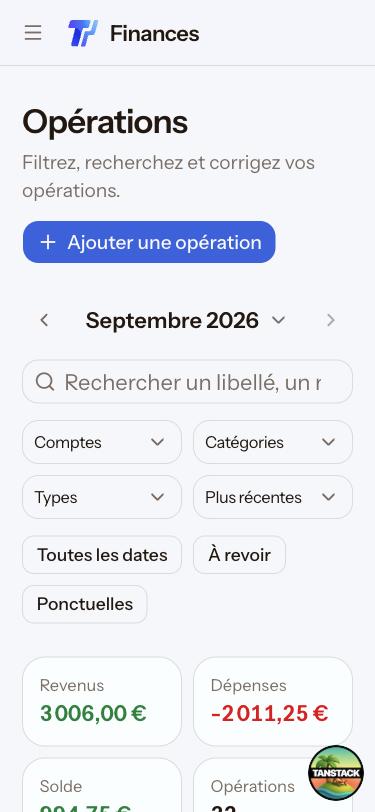 Finances
Opérations
Filtrez, recherchez et corrigez vos
opérations.
Ajouter une opération
Septembre 2026
Rechercher un libellé, un
Comptes
Catégories
Types
Plus récentes
Toutes les dates
À revoir
Ponctuelles
Revenus
Dépenses
3 006,00 €
-2 011,25 €
Solde
Opérations
TANSTACK
994,75 €